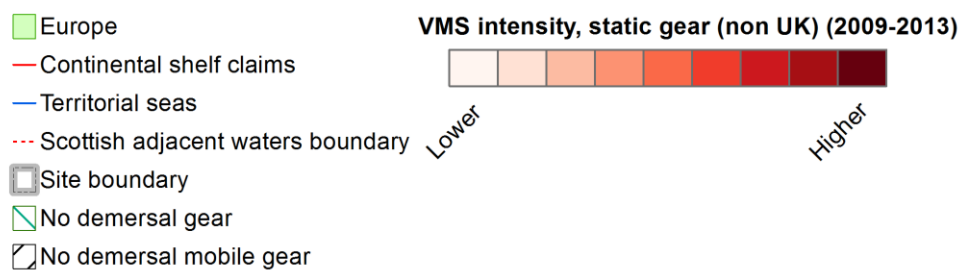 Europe
Continental shelf claims
Territorial seas
Scottish adjacent waters boundary
Site boundary
No demersal gear
No demersal mobile gear
VMS intensity, static gear (non UK) (2009-2013)
Lower
Higher